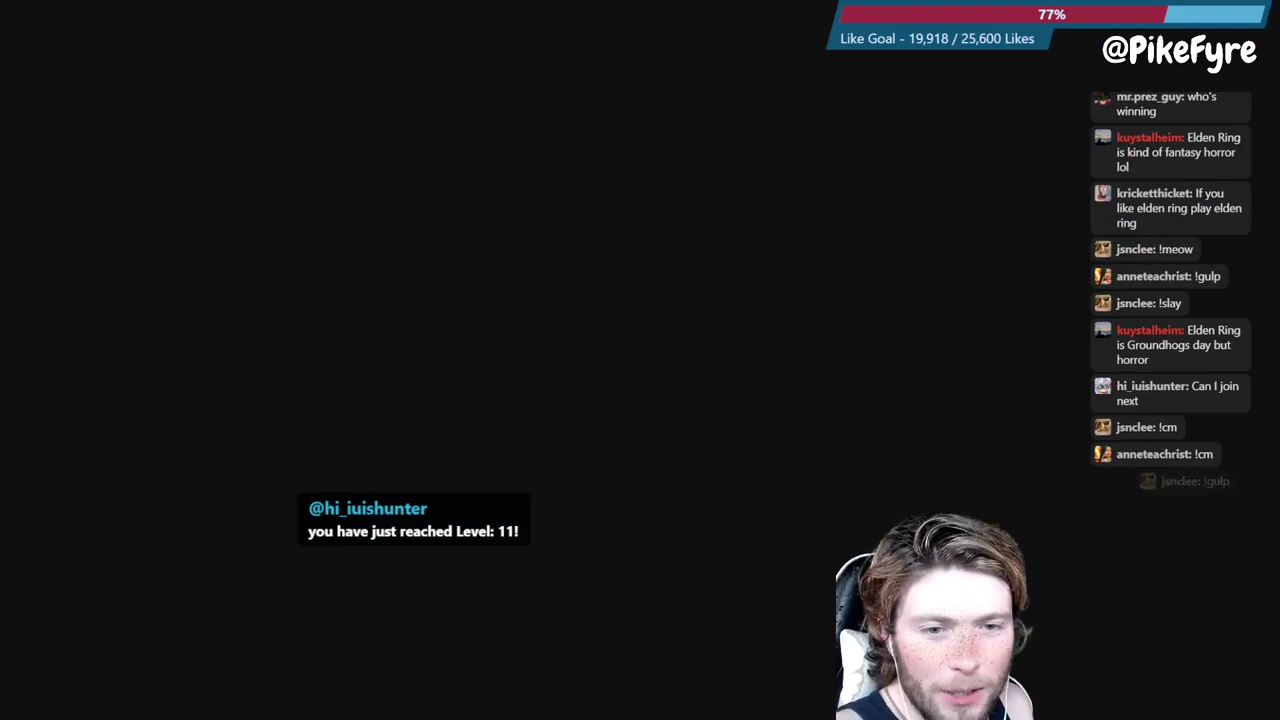 77%
Like Goal - 19,918 / 25,600 Likes
@PikeFyre
mr.prez_guy: who's
winning
kuystalheim: Elden Ring
is kind of fantasy horror
lol
kricketthicket: If you
like elden ring play elden
ring
jsnclee: !meow
anneteachrist: !gulp
jsnclee: !slay
kuystalheim: Elden Ring
is Groundhogs day but
horror
hi_iuishunter: Can I join
next
jsnclee: !cm
anneteachrist: !cm
jsnclee: !gulp
@hi_iuishunter
you have just reached Level: 11!